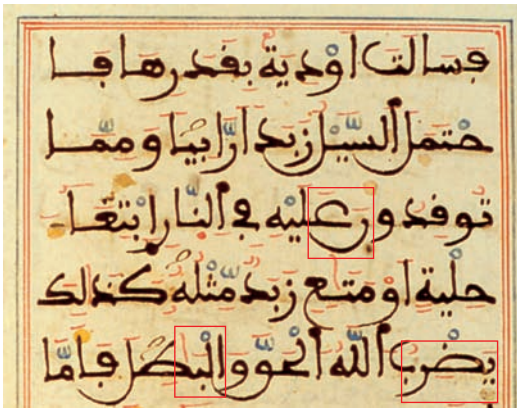 فسالت اودية بقدرها فا
حتمل السيل زبدا رابيا ومما
توقدون عليه في النار ابتغاء
حلية او متع زبد مثله كذلك
يضرب الله الحق والبطل فاما